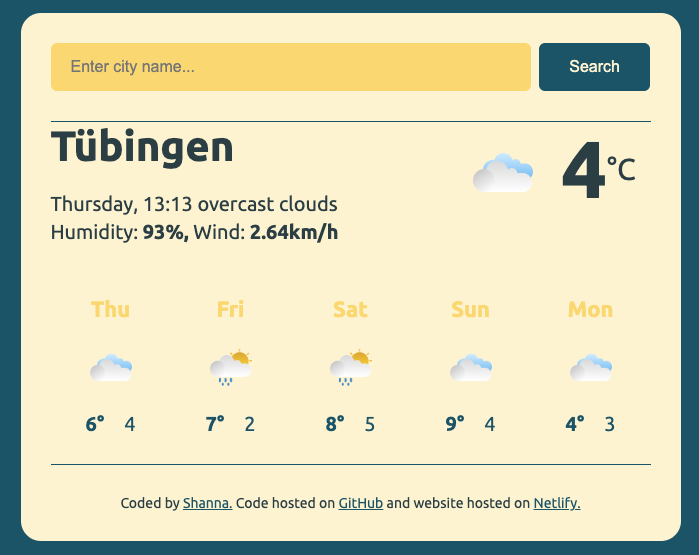 Enter city name...
Search
Tübingen
4°C
Thursday, 13:13 overcast clouds
Humidity: 93%, Wind: 2.64km/h
Thu Fri Sat Sun Mon
6° 4 7° 2 8° 5 9° 4 4° 3
Coded by Shanna. Code hosted on GitHub and website hosted on Netlify.